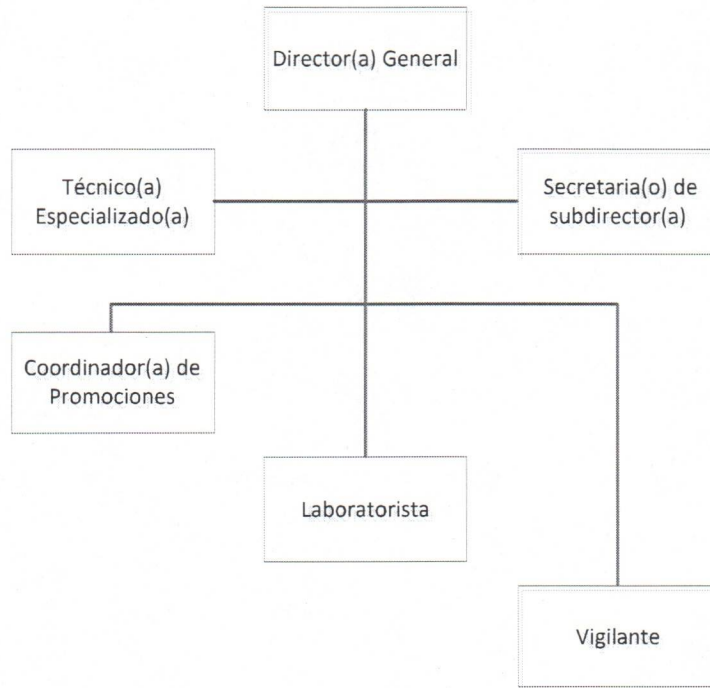 Director(a) General
Técnico(a)
Especializado(a)
Secretaria(o) de
subdirector(a)
Coordinador(a) de
Promociones
Laboratorista
Vigilante